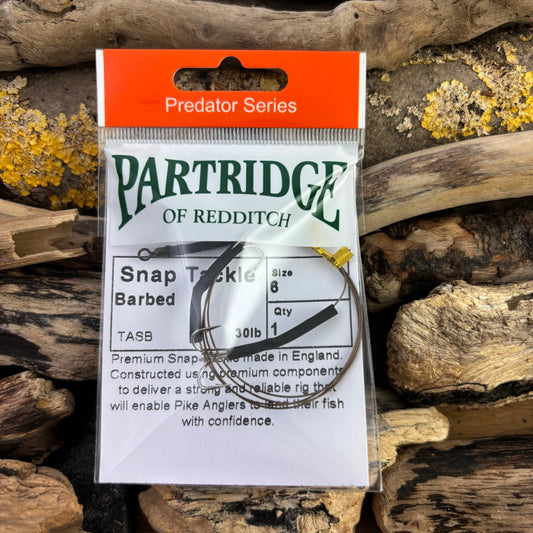 Predator Series
PARTRIDGE
OF REDDITCH
Snap Tackle
Barbed
Size
6
Qty
1
TASB
30lb
Premium Snap Tackle made in England.
Constructed using premium components
to deliver a strong and reliable rig that
will enable Pike Anglers to land their fish
with confidence.